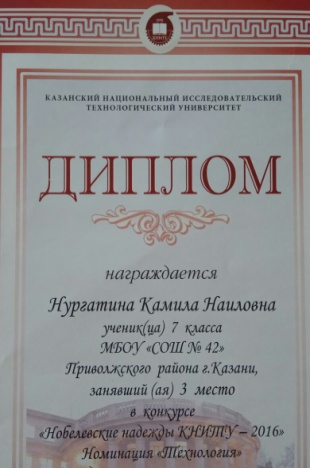 КАЗАНСКИЙ НАЦИОНАЛЬНЫЙ ИССЛЕДОВАТЕЛЬСКИЙ
ТЕХНОЛОГИЧЕСКИЙ УНИВЕРСИТЕТ
ДИПЛОМ
награждается
Нургатина Камила Наиловна
ученик(ца) 7 класса
МБОУ «СОШ № 42»
Приволжского района г.Казани,
занявший (ая) 3 место
в конкурсе
«Нобелевские надежды КНИТУ – 2016»
Номинация «Технология»